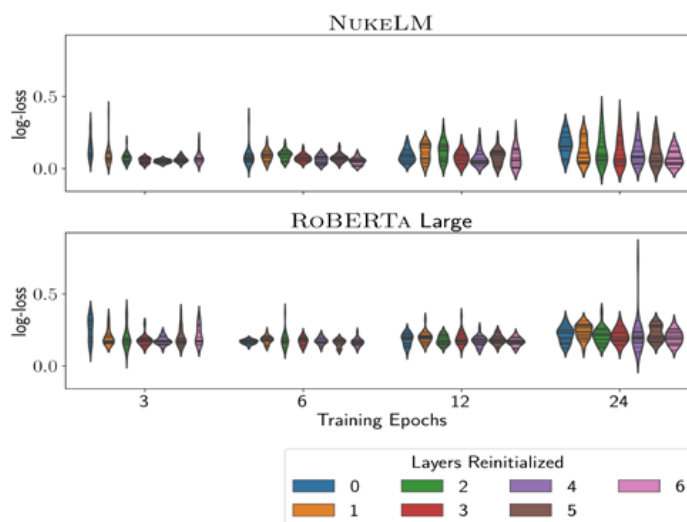 NUKELM
log-loss
0.5
0.0
ROBERTA Large
log-loss
0.5
0.0
3 6 12 24
Training Epochs
Layers Reinitialized
0 2 4 6
1 3 5